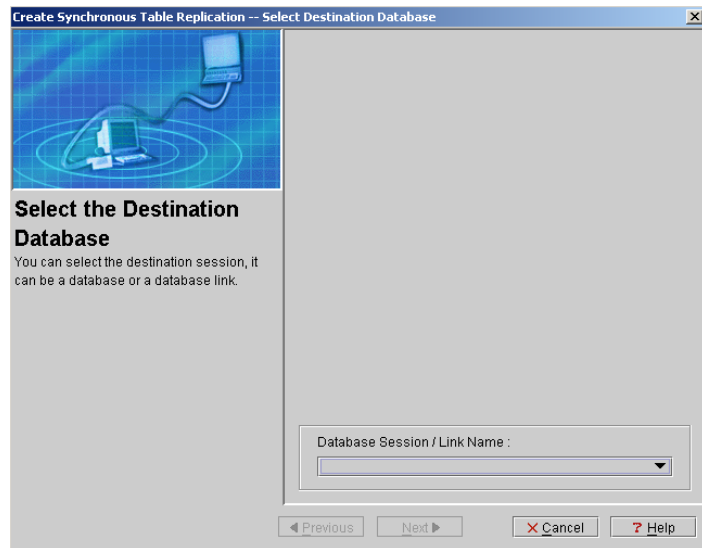 Create Synchronous Table Replication -- Select Destination Database
Select the Destination
Database
You can select the destination session, it
can be a database or a database link.
Database Session / Link Name :
Previous Next Cancel ? Help